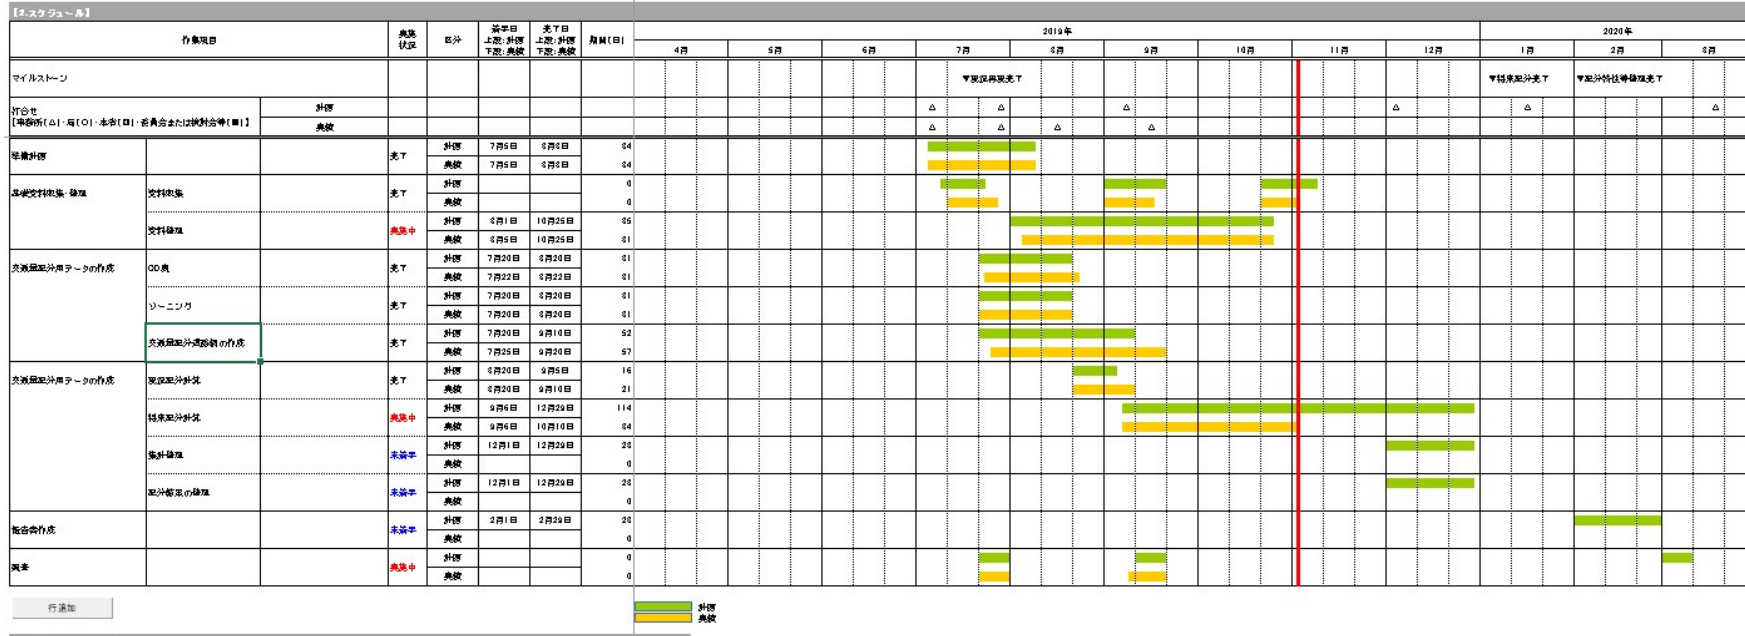 【2.スケジュール】
作業項目 実施状況 区分 着手日 上段:計画 下段:実績 完了日 上段:計画 下段:実績 期間(日) 2019年 2020年
4月 5月 6月 7月 8月 9月 10月 11月 12月 1月 2月 3月
マイルストーン ▼現況再現完了 ▼将来配分完了 ▼配分特性等整理完了
打合せ 計画 △ △ △ △ △ △
【事務所(△)・局(○)・本省(□)・委員会または検討会等(■)】 実績 △ △ △ △
準備計画 完了 計画 7月5日 8月8日 34
実績 7月5日 8月8日 34
基礎資料収集・整理 資料収集 完了 計画 0
実績 0
資料整理 実施中 計画 8月1日 10月25日 85
実績 8月5日 10月25日 81
交通量配分用データの作成 OD表 完了 計画 7月20日 8月20日 31
実績 7月22日 8月22日 31
ゾーニング 完了 計画 7月20日 8月20日 31
実績 7月20日 8月20日 31
交通量配分道路網の作成 完了 計画 7月20日 9月10日 52
実績 7月25日 9月20日 57
交通量配分用データの作成 現況配分計算 完了 計画 8月20日 9月5日 16
実績 8月20日 9月10日 21
将来配分計算 実施中 計画 9月6日 12月29日 114
実績 9月6日 10月10日 34
集計整理 未着手 計画 12月1日 12月29日 28
実績 0
配分結果の整理 未着手 計画 12月1日 12月29日 28
実績 0
報告書作成 未着手 計画 2月1日 2月29日 28
実績 0
調査 実施中 計画 0
実績 0
行追加
計画
実績